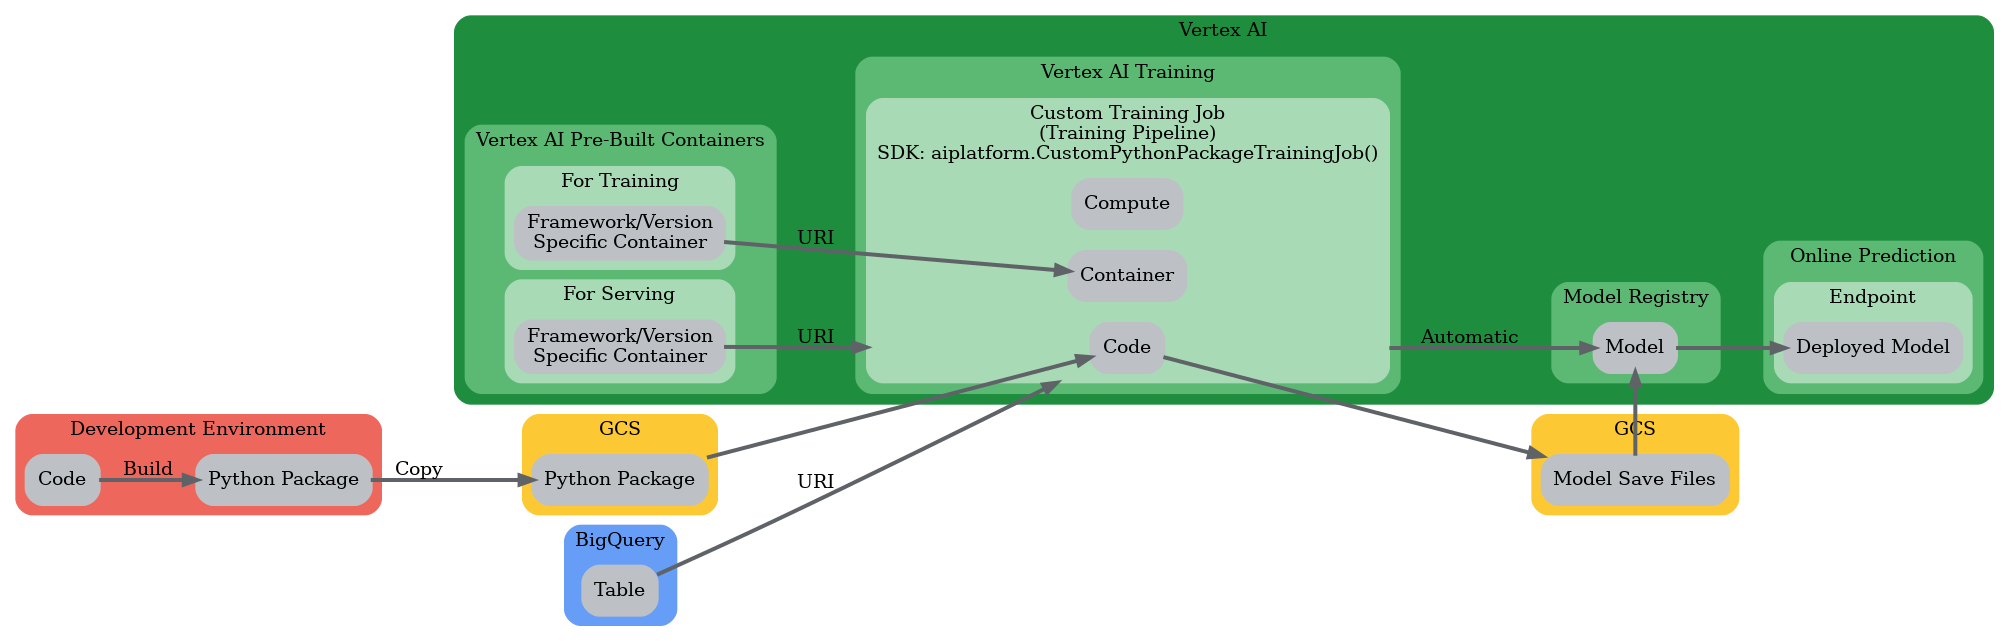 Vertex AI
Vertex AI Training
Custom Training Job
(Training Pipeline)
SDK: aiplatform.CustomPythonPackageTrainingJob()
Vertex AI Pre-Built Containers
For Training
Framework/Version
Specific Container
URI
Compute
Container
For Serving
Framework/Version
Specific Container
URI
Code
Automatic
Model Registry
Model
Online Prediction
Endpoint
Deployed Model
Development Environment
Code
Build
Python Package
Copy
GCS
Python Package
URI
GCS
Model Save Files
BigQuery
Table